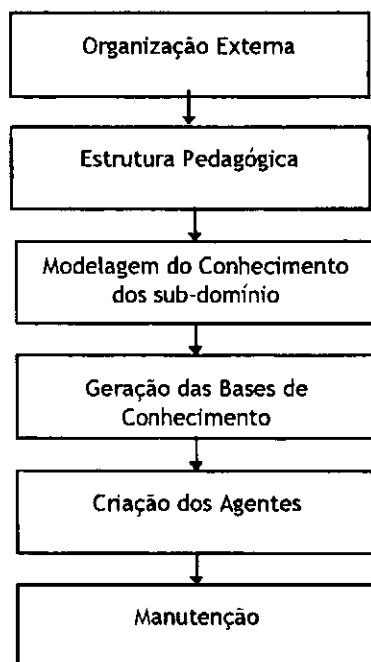 Organização Externa
Estrutura Pedagógica
Modelagem do Conhecimento
dos sub-domínio
Geração das Bases de
Conhecimento
Criação dos Agentes
Manutenção